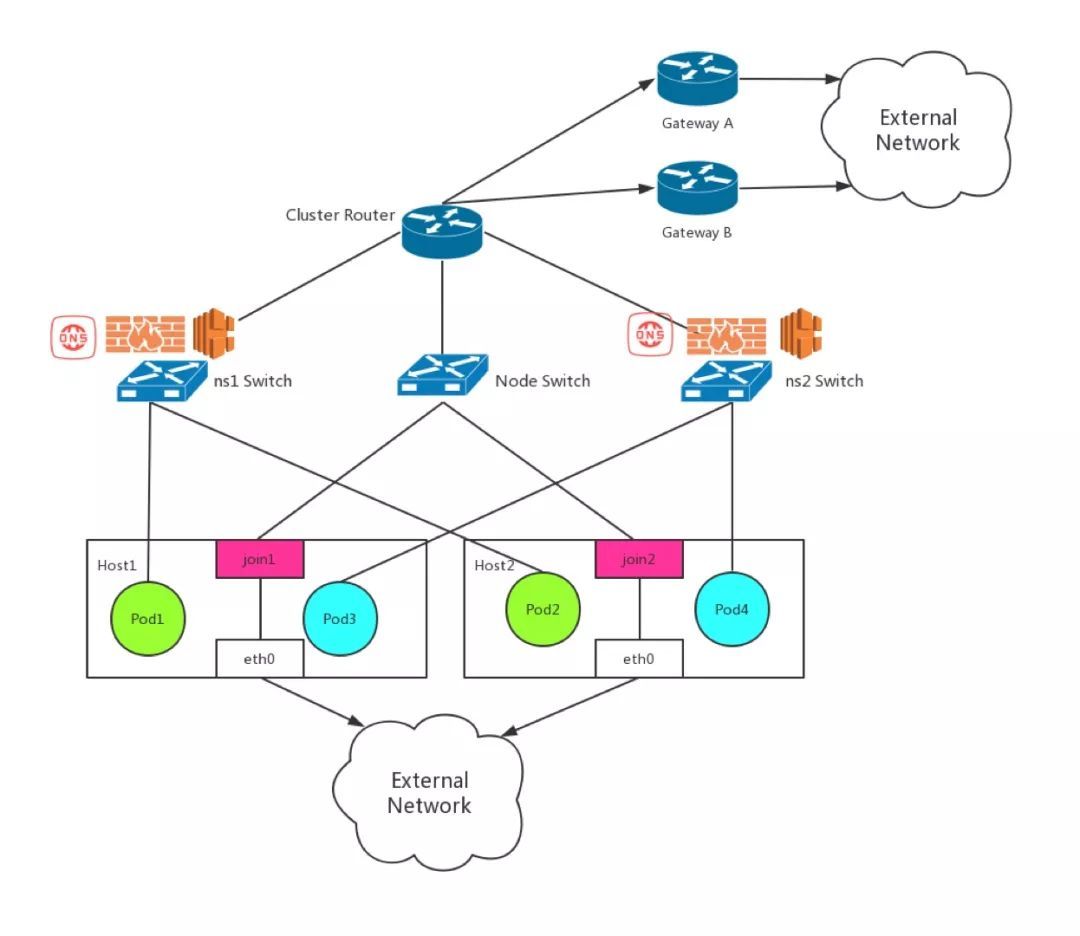 Gateway A
External
Network
Cluster Router
Gateway B
DNS
DNS
ns1 Switch
Node Switch
ns2 Switch
Host1
join1
Host2
join2
Pod1
Pod3
Pod2
Pod4
eth0
eth0
External
Network